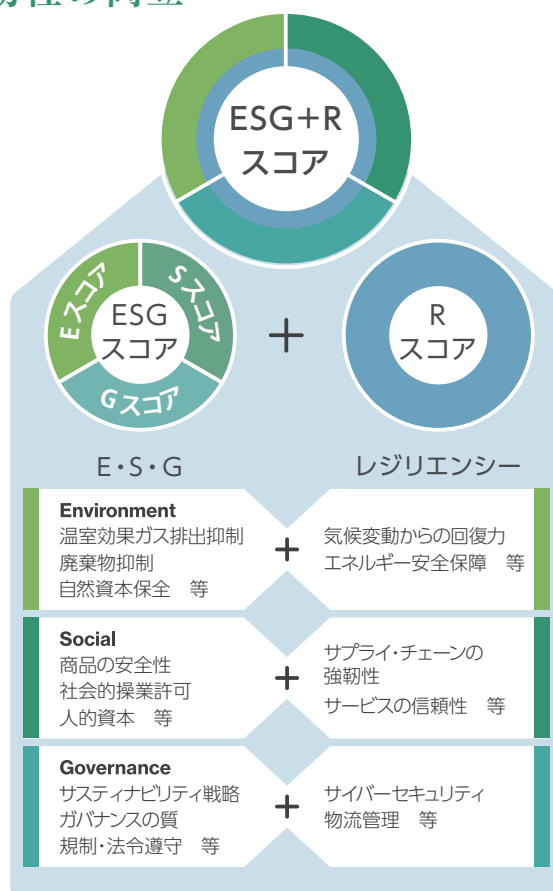 ESG+R
スコア
Eスコア
Sスコア
Gスコア
ESG
スコア
+
R
スコア
E・S・G
レジリエンシー
Environment
温室効果ガス排出抑制
廃棄物抑制
自然資本保全 等
+
気候変動からの回復力
エネルギー安全保障 等
Social
商品の安全性
社会的操業許可
人的資本 等
+
サプライ・チェーンの
強靭性
サービスの信頼性 等
Governance
サスティナビリティ戦略
ガバナンスの質
規制・法令遵守 等
+
サイバーセキュリティ
物流管理 等